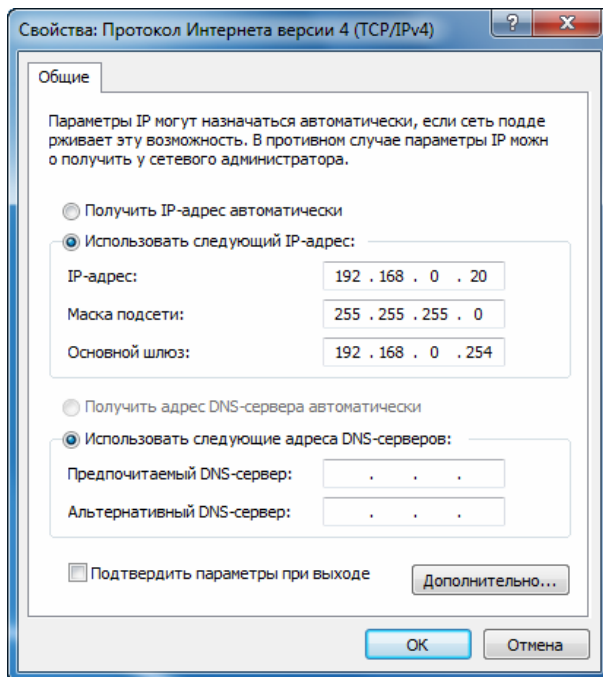 Свойства: Протокол Интернета версии 4 (TCP/IPv4)
Общие
Параметры IP могут назначаться автоматически, если сеть подде
рживает эту возможность. В противном случае параметры IP можн
о получить у сетевого администратора.
Получить IP-адрес автоматически
Использовать следующий IP-адрес:
IP-адрес: 192 . 168 . 0 . 20
Маска подсети: 255 . 255 . 255 . 0
Основной шлюз: 192 . 168 . 0 . 254
Получить адрес DNS-сервера автоматически
Использовать следующие адреса DNS-серверов:
Предпочитаемый DNS-сервер: . . .
Альтернативный DNS-сервер: . . .
Подтвердить параметры при выходе
Дополнительно...
ОК Отмена